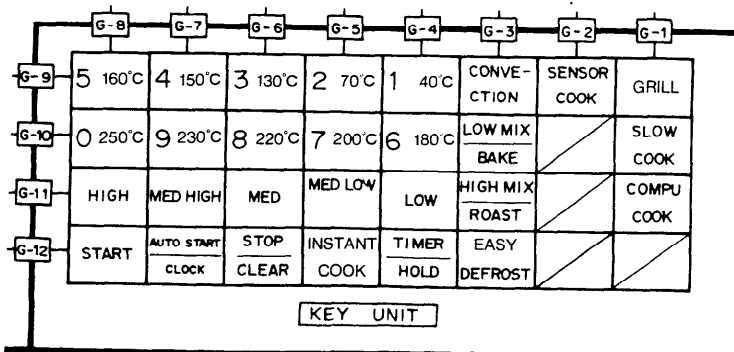 G-8 G-7 G-6 G-5 G-4 G-3 G-2 G-1
G-9 5 160°C 4 150°C 3 130°C 2 70°C 1 40°C CONVE-CTION SENSOR COOK GRILL
G-10 0 250°C 9 230°C 8 220°C 7 200°C 6 180°C LOW MIX BAKE SLOW COOK
G-11 HIGH MED HIGH MED MED LOW LOW HIGH MIX ROAST COMPU COOK
G-12 START AUTO START CLOCK STOP CLEAR INSTANT COOK TIMER HOLD EASY DEFROST
KEY UNIT